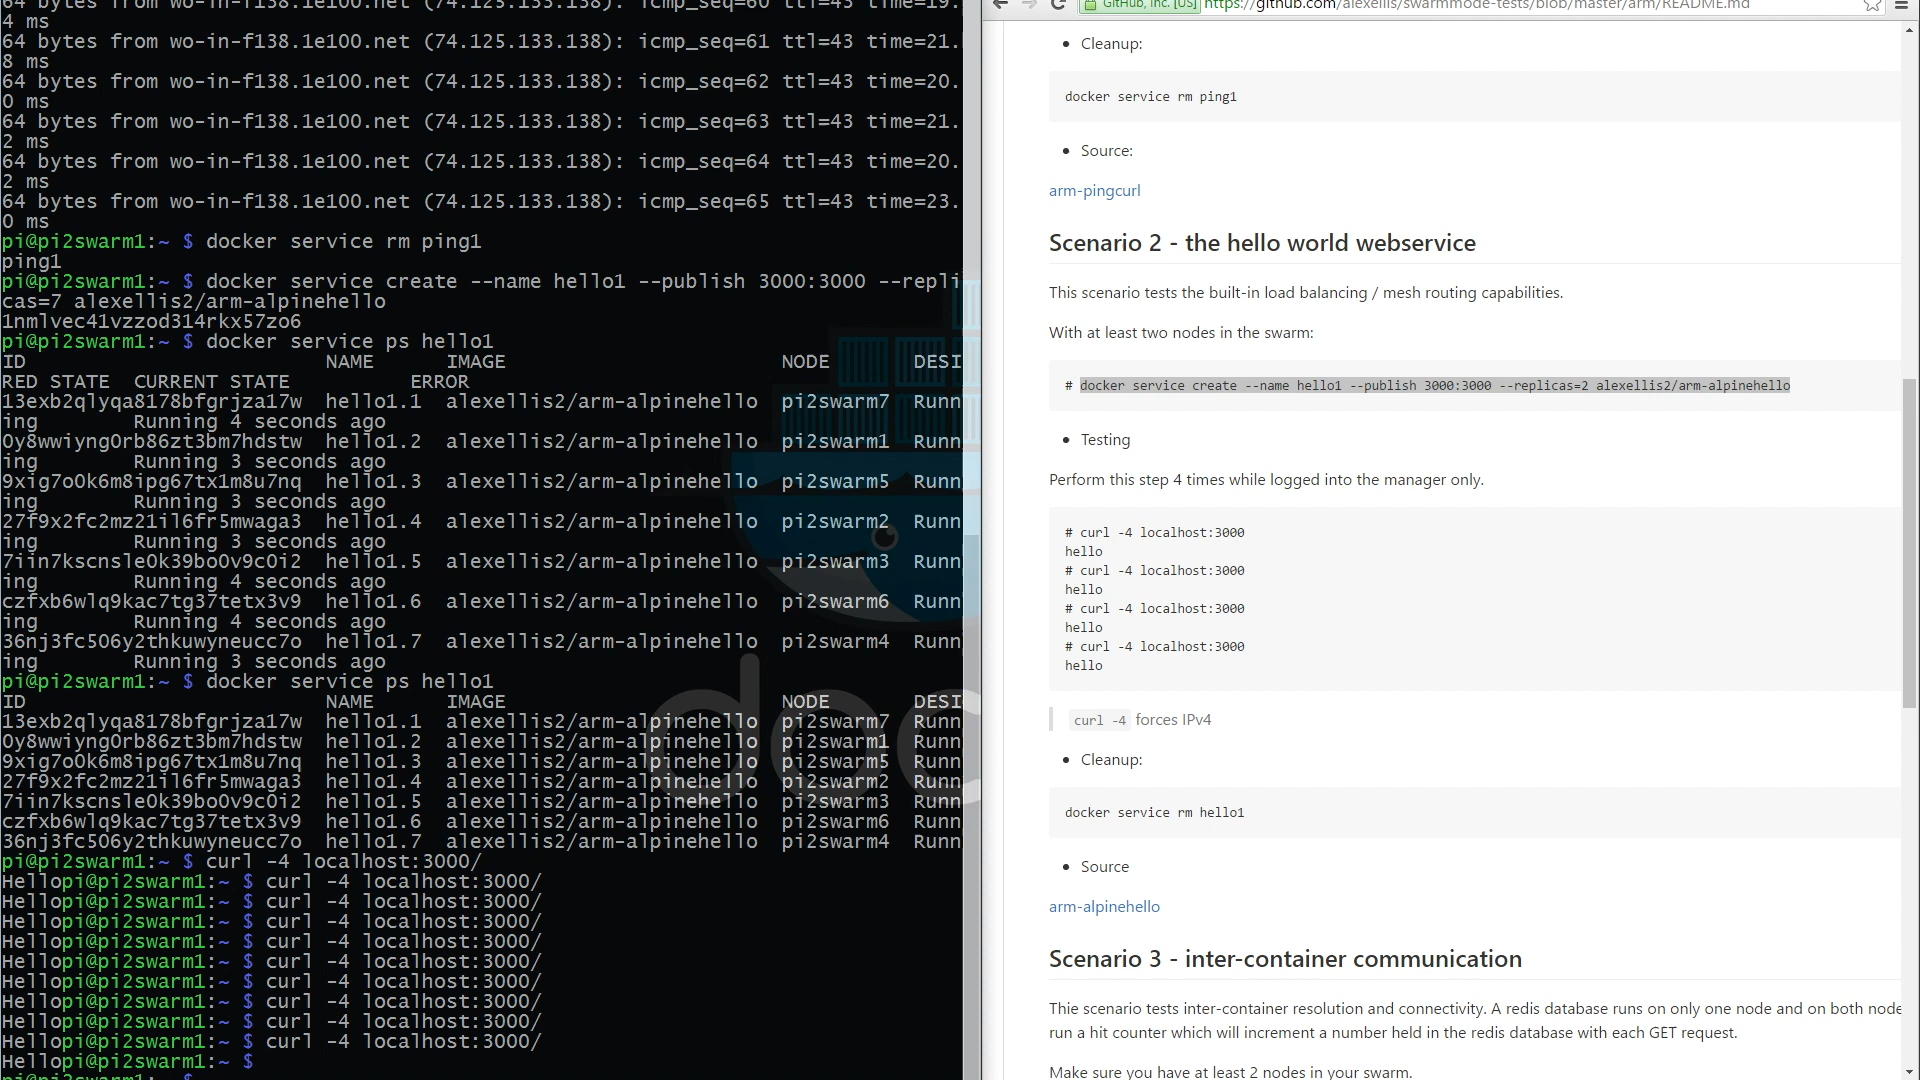 64 bytes from wo-in-f138.1e100.net (74.125.133.138): icmp_seq=60 ttl=43 time=19.
4 ms
64 bytes from wo-in-f138.1e100.net (74.125.133.138): icmp_seq=61 ttl=43 time=21.
8 ms
64 bytes from wo-in-f138.1e100.net (74.125.133.138): icmp_seq=62 ttl=43 time=20.
0 ms
64 bytes from wo-in-f138.1e100.net (74.125.133.138): icmp_seq=63 ttl=43 time=21.
2 ms
64 bytes from wo-in-f138.1e100.net (74.125.133.138): icmp_seq=64 ttl=43 time=20.
2 ms
64 bytes from wo-in-f138.1e100.net (74.125.133.138): icmp_seq=65 ttl=43 time=23.
0 ms
pi@pi2swarm1:~ $ docker service rm ping1
ping1
pi@pi2swarm1:~ $ docker service create --name hello1 --publish 3000:3000 --repli
cas=7 alexellis2/arm-alpinehello
1nmlvec41vzzod314rkx57zo6
pi@pi2swarm1:~ $ docker service ps hello1
ID NAME IMAGE NODE DESI
RED STATE CURRENT STATE ERROR
13exb2qlyqa8178bfgrjza17w hello1.1 alexellis2/arm-alpinehello pi2swarm7 Runn
ing Running 4 seconds ago
0y8wwiyng0rb86zt3bm7hdstw hello1.2 alexellis2/arm-alpinehello pi2swarm1 Runn
ing Running 3 seconds ago
9xig7o0k6m8ipg67tx1m8u7nq hello1.3 alexellis2/arm-alpinehello pi2swarm5 Runn
ing Running 3 seconds ago
27f9x2fc2mz21il6fr5mwaga3 hello1.4 alexellis2/arm-alpinehello pi2swarm2 Runn
ing Running 3 seconds ago
7iin7kscnsle0k39bo0v9c0i2 hello1.5 alexellis2/arm-alpinehello pi2swarm3 Runn
ing Running 4 seconds ago
czfxb6wlq9kac7tg37tetx3v9 hello1.6 alexellis2/arm-alpinehello pi2swarm6 Runn
ing Running 4 seconds ago
36nj3fc506y2thkuwyneucc7o hello1.7 alexellis2/arm-alpinehello pi2swarm4 Runn
ing Running 3 seconds ago
pi@pi2swarm1:~ $ docker service ps hello1
ID NAME IMAGE NODE DESI
13exb2qlyqa8178bfgrjza17w hello1.1 alexellis2/arm-alpinehello pi2swarm7 Runn
0y8wwiyng0rb86zt3bm7hdstw hello1.2 alexellis2/arm-alpinehello pi2swarm1 Runn
9xig7o0k6m8ipg67tx1m8u7nq hello1.3 alexellis2/arm-alpinehello pi2swarm5 Runn
27f9x2fc2mz21il6fr5mwaga3 hello1.4 alexellis2/arm-alpinehello pi2swarm2 Runn
7iin7kscnsle0k39bo0v9c0i2 hello1.5 alexellis2/arm-alpinehello pi2swarm3 Runn
czfxb6wlq9kac7tg37tetx3v9 hello1.6 alexellis2/arm-alpinehello pi2swarm6 Runn
36nj3fc506y2thkuwyneucc7o hello1.7 alexellis2/arm-alpinehello pi2swarm4 Runn
pi@pi2swarm1:~ $ curl -4 localhost:3000/
Hellopi@pi2swarm1:~ $ curl -4 localhost:3000/
Hellopi@pi2swarm1:~ $ curl -4 localhost:3000/
Hellopi@pi2swarm1:~ $ curl -4 localhost:3000/
Hellopi@pi2swarm1:~ $ curl -4 localhost:3000/
Hellopi@pi2swarm1:~ $ curl -4 localhost:3000/
Hellopi@pi2swarm1:~ $ curl -4 localhost:3000/
Hellopi@pi2swarm1:~ $ curl -4 localhost:3000/
Hellopi@pi2swarm1:~ $ curl -4 localhost:3000/
Hellopi@pi2swarm1:~ $ curl -4 localhost:3000/
Hellopi@pi2swarm1:~ $
pi@pi2swarm1:~ $
doc
GitHub, Inc. [US] https://github.com/alexellis/swarmmode-tests/blob/master/arm/README.md
• Cleanup:
docker service rm ping1
• Source:
arm-pingcurl
Scenario 2 - the hello world webservice
This scenario tests the built-in load balancing / mesh routing capabilities.
With at least two nodes in the swarm:
# docker service create --name hello1 --publish 3000:3000 --replicas=2 alexellis2/arm-alpinehello
• Testing
Perform this step 4 times while logged into the manager only.
# curl -4 localhost:3000
hello
# curl -4 localhost:3000
hello
# curl -4 localhost:3000
hello
# curl -4 localhost:3000
hello
curl -4 forces IPv4
• Cleanup:
docker service rm hello1
• Source
arm-alpinehello
Scenario 3 - inter-container communication
Thie scenario tests inter-container resolution and connectivity. A redis database runs on only one node and on both node
run a hit counter which will increment a number held in the redis database with each GET request.
Make sure you have at least 2 nodes in your swarm.